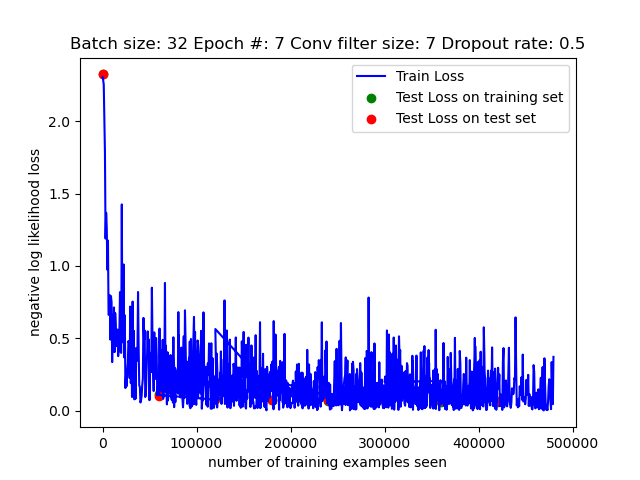 Batch size: 32 Epoch #: 7 Conv filter size: 7 Dropout rate: 0.5
Train Loss
Test Loss on training set
Test Loss on test set
negative log likelihood loss
2.0
1.5
1.0
0.5
0.0
0 100000 200000 300000 400000 500000
number of training examples seen